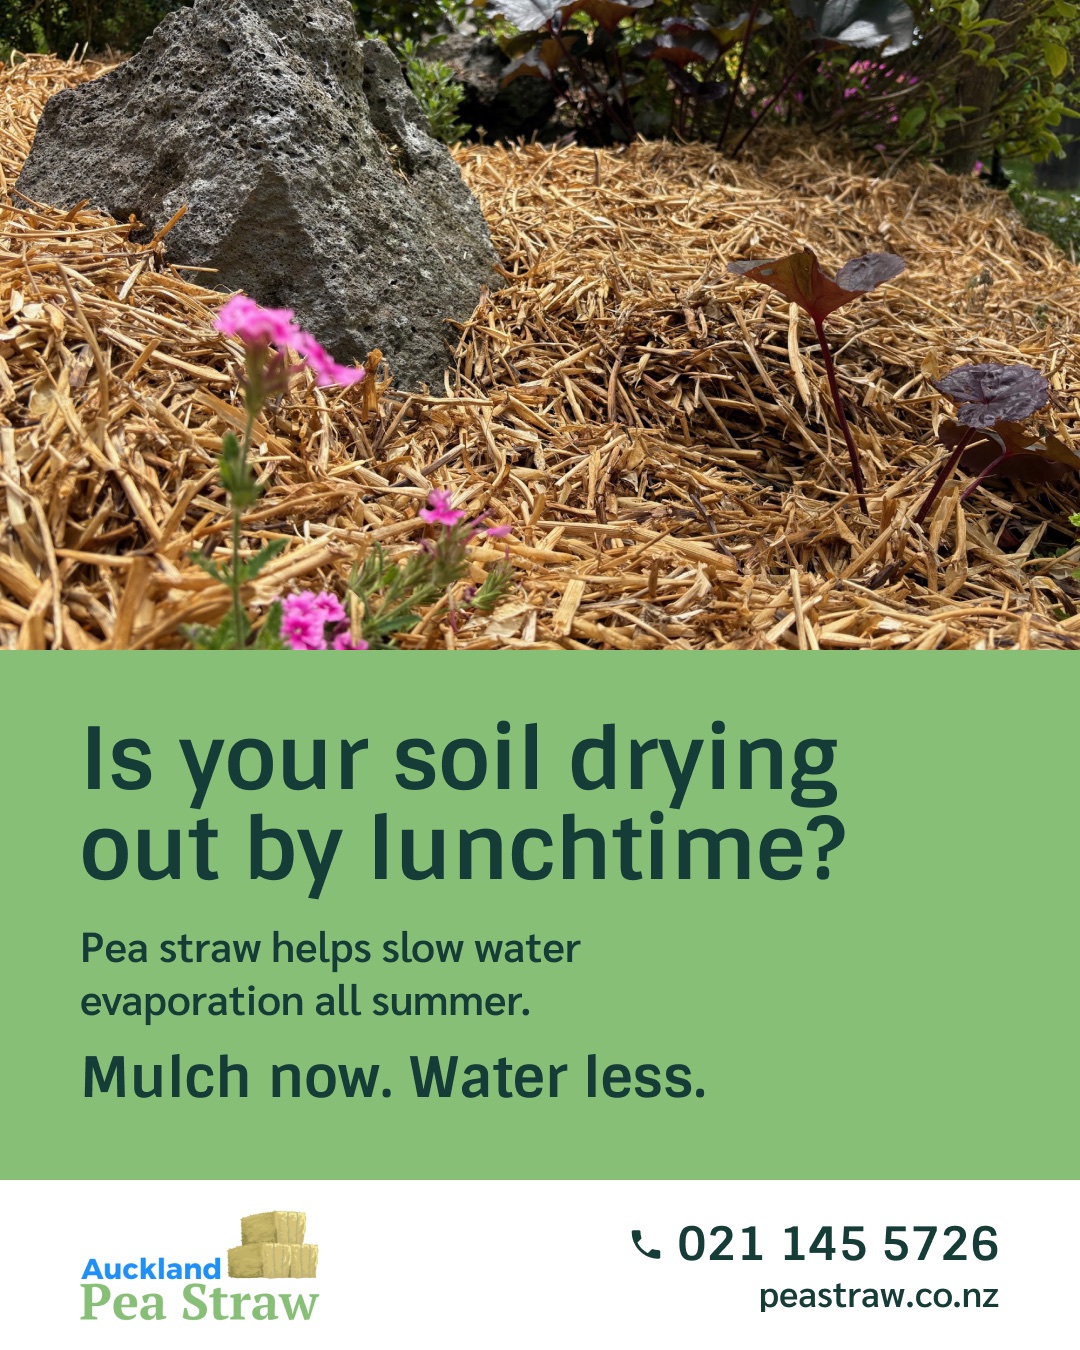 Is your soil drying
out by lunchtime?
Pea straw helps slow water
evaporation all summer.
Mulch now. Water less.
Auckland
Pea Straw
021 145 5726
peastraw.co.nz